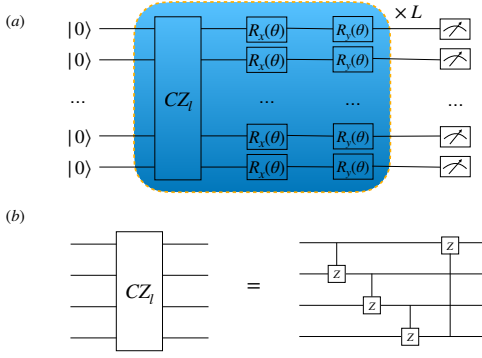 (a) × L
|0⟩ R_x(θ) R_y(θ)
|0⟩ R_x(θ) R_y(θ)
... CZ_l ... ... ...
|0⟩ R_x(θ) R_y(θ)
|0⟩ R_x(θ) R_y(θ)
(b)
Z
Z
CZ_l = Z
Z